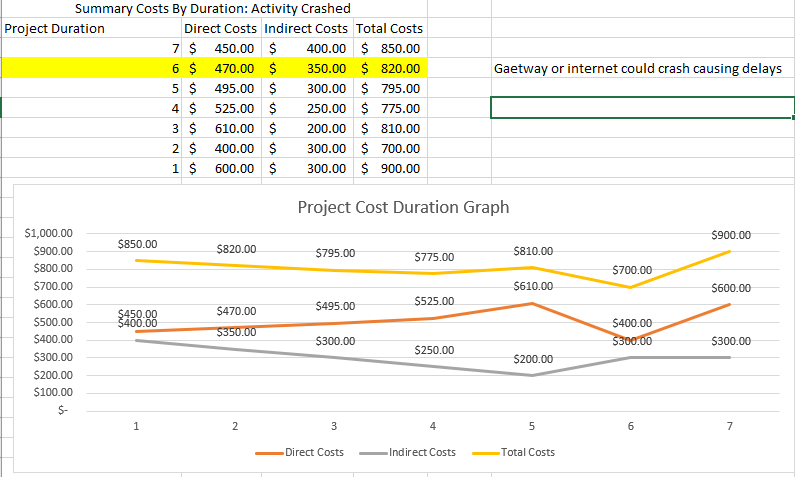 Summary Costs By Duration: Activity Crashed
Project Duration Direct Costs Indirect Costs Total Costs
7 $ 450.00 $ 400.00 $ 850.00
6 $ 470.00 $ 350.00 $ 820.00 Gaetway or internet could crash causing delays
5 $ 495.00 $ 300.00 $ 795.00
4 $ 525.00 $ 250.00 $ 775.00
3 $ 610.00 $ 200.00 $ 810.00
2 $ 400.00 $ 300.00 $ 700.00
1 $ 600.00 $ 300.00 $ 900.00
Project Cost Duration Graph
$1,000.00
$900.00
$800.00
$700.00
$600.00
$500.00
$400.00
$300.00
$200.00
$100.00
$-
$850.00 $820.00 $795.00 $775.00 $810.00 $700.00 $900.00
$450.00 $470.00 $495.00 $525.00 $610.00 $400.00 $600.00
$400.00 $350.00 $300.00 $250.00 $200.00 $300.00 $300.00
1 2 3 4 5 6 7
Direct Costs Indirect Costs Total Costs